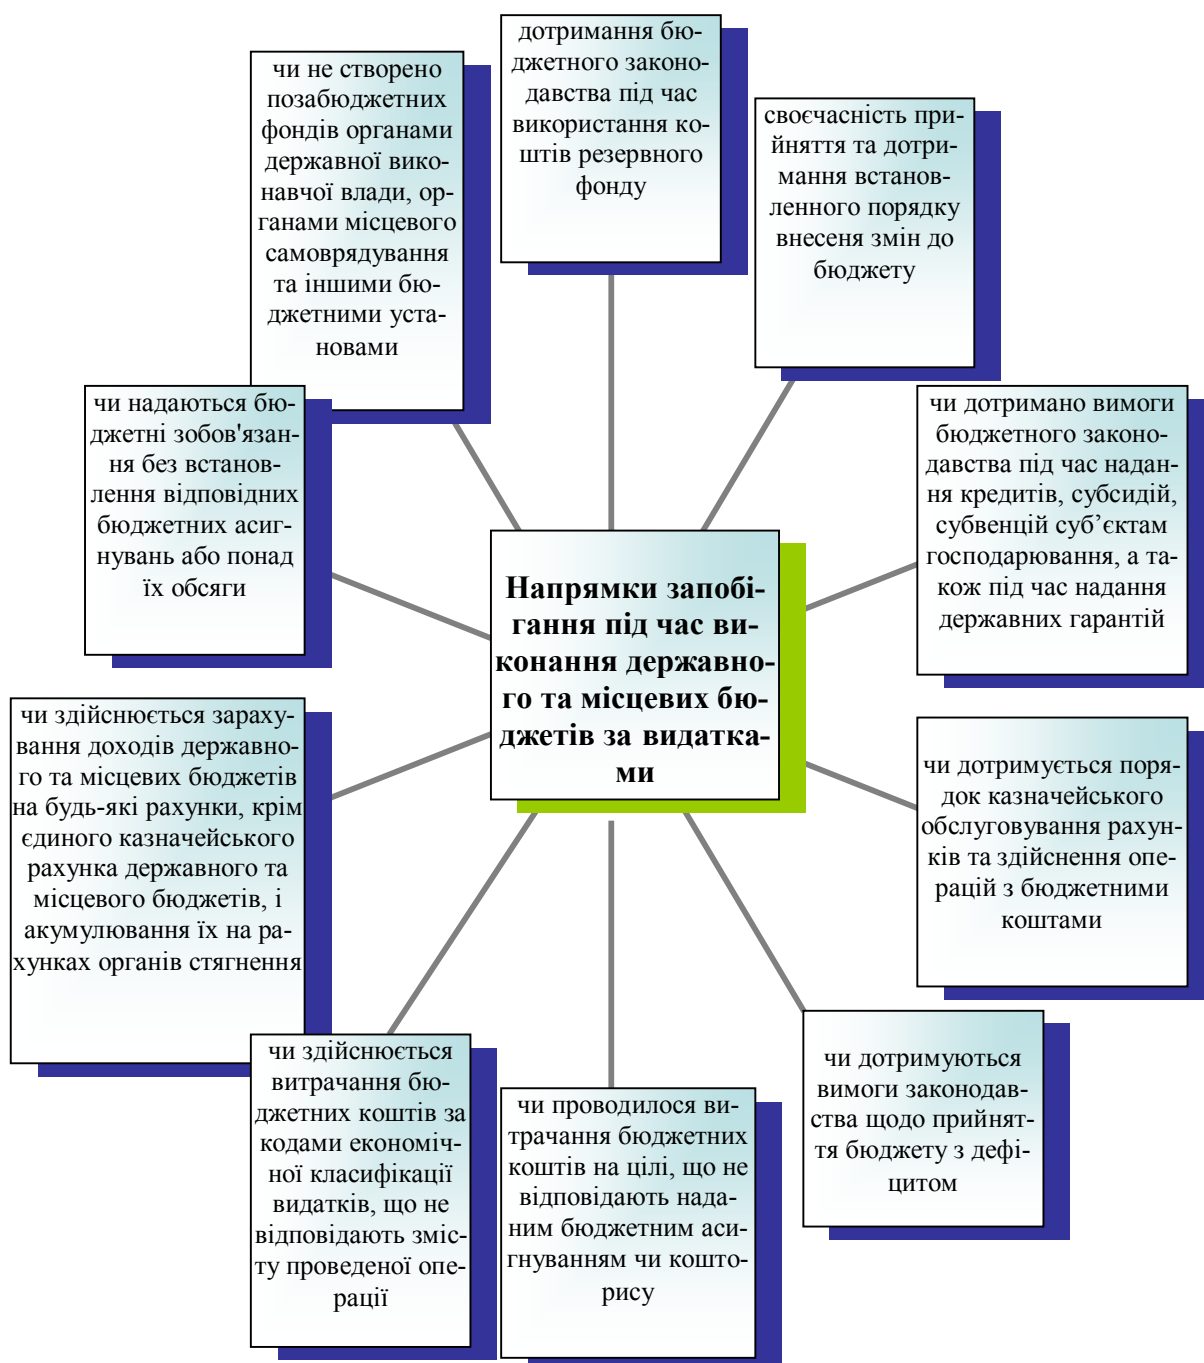 дотримання бю-
джетного законо-
давства під час
використання ко-
штів резервного
фонду
чи не створено
позабюджетних
фондів органами
державної вико-
навчої влади, ор-
ганами місцевого
самоврядування
та іншими бю-
джетними уста-
новами
своєчасність при-
йняття та дотри-
мання встанов-
ленного порядку
внесеня змін до
бюджету
чи надаються бю-
джетні зобов'язан-
ня без встанов-
лення відповідних
бюджетних асиг-
нувань або понад
їх обсяги
чи дотримано вимоги
бюджетного законо-
давства під час надан-
ня кредитів, субсидій,
субвенцій суб’єктам
господарювання, а та-
кож під час надання
державних гарантій
Напрямки запобі-
гання під час ви-
конання державно-
го та місцевих бю-
джетів за видатка-
ми
чи здійснюється зараху-
вання доходів державно-
го та місцевих бюджетів
на будь-які рахунки, крім
єдиного казначейського
рахунка державного та
місцевого бюджетів, і
акумулювання їх на ра-
хунках органів стягнення
чи дотримується поря-
док казначейського
обслуговування рахун-
ків та здійснення опе-
рацій з бюджетними
коштами
чи здійснюється
витрачання бю-
джетних коштів за
кодами економіч-
ної класифікації
видатків, що не
відповідають зміс-
ту проведеної опе-
рації
чи проводилося ви-
трачання бюджетних
коштів на цілі, що не
відповідають нада-
ним бюджетним аси-
гнуванням чи кошто-
рису
чи дотримуються
вимоги законодав-
ства щодо прийнят-
тя бюджету з дефі-
цитом